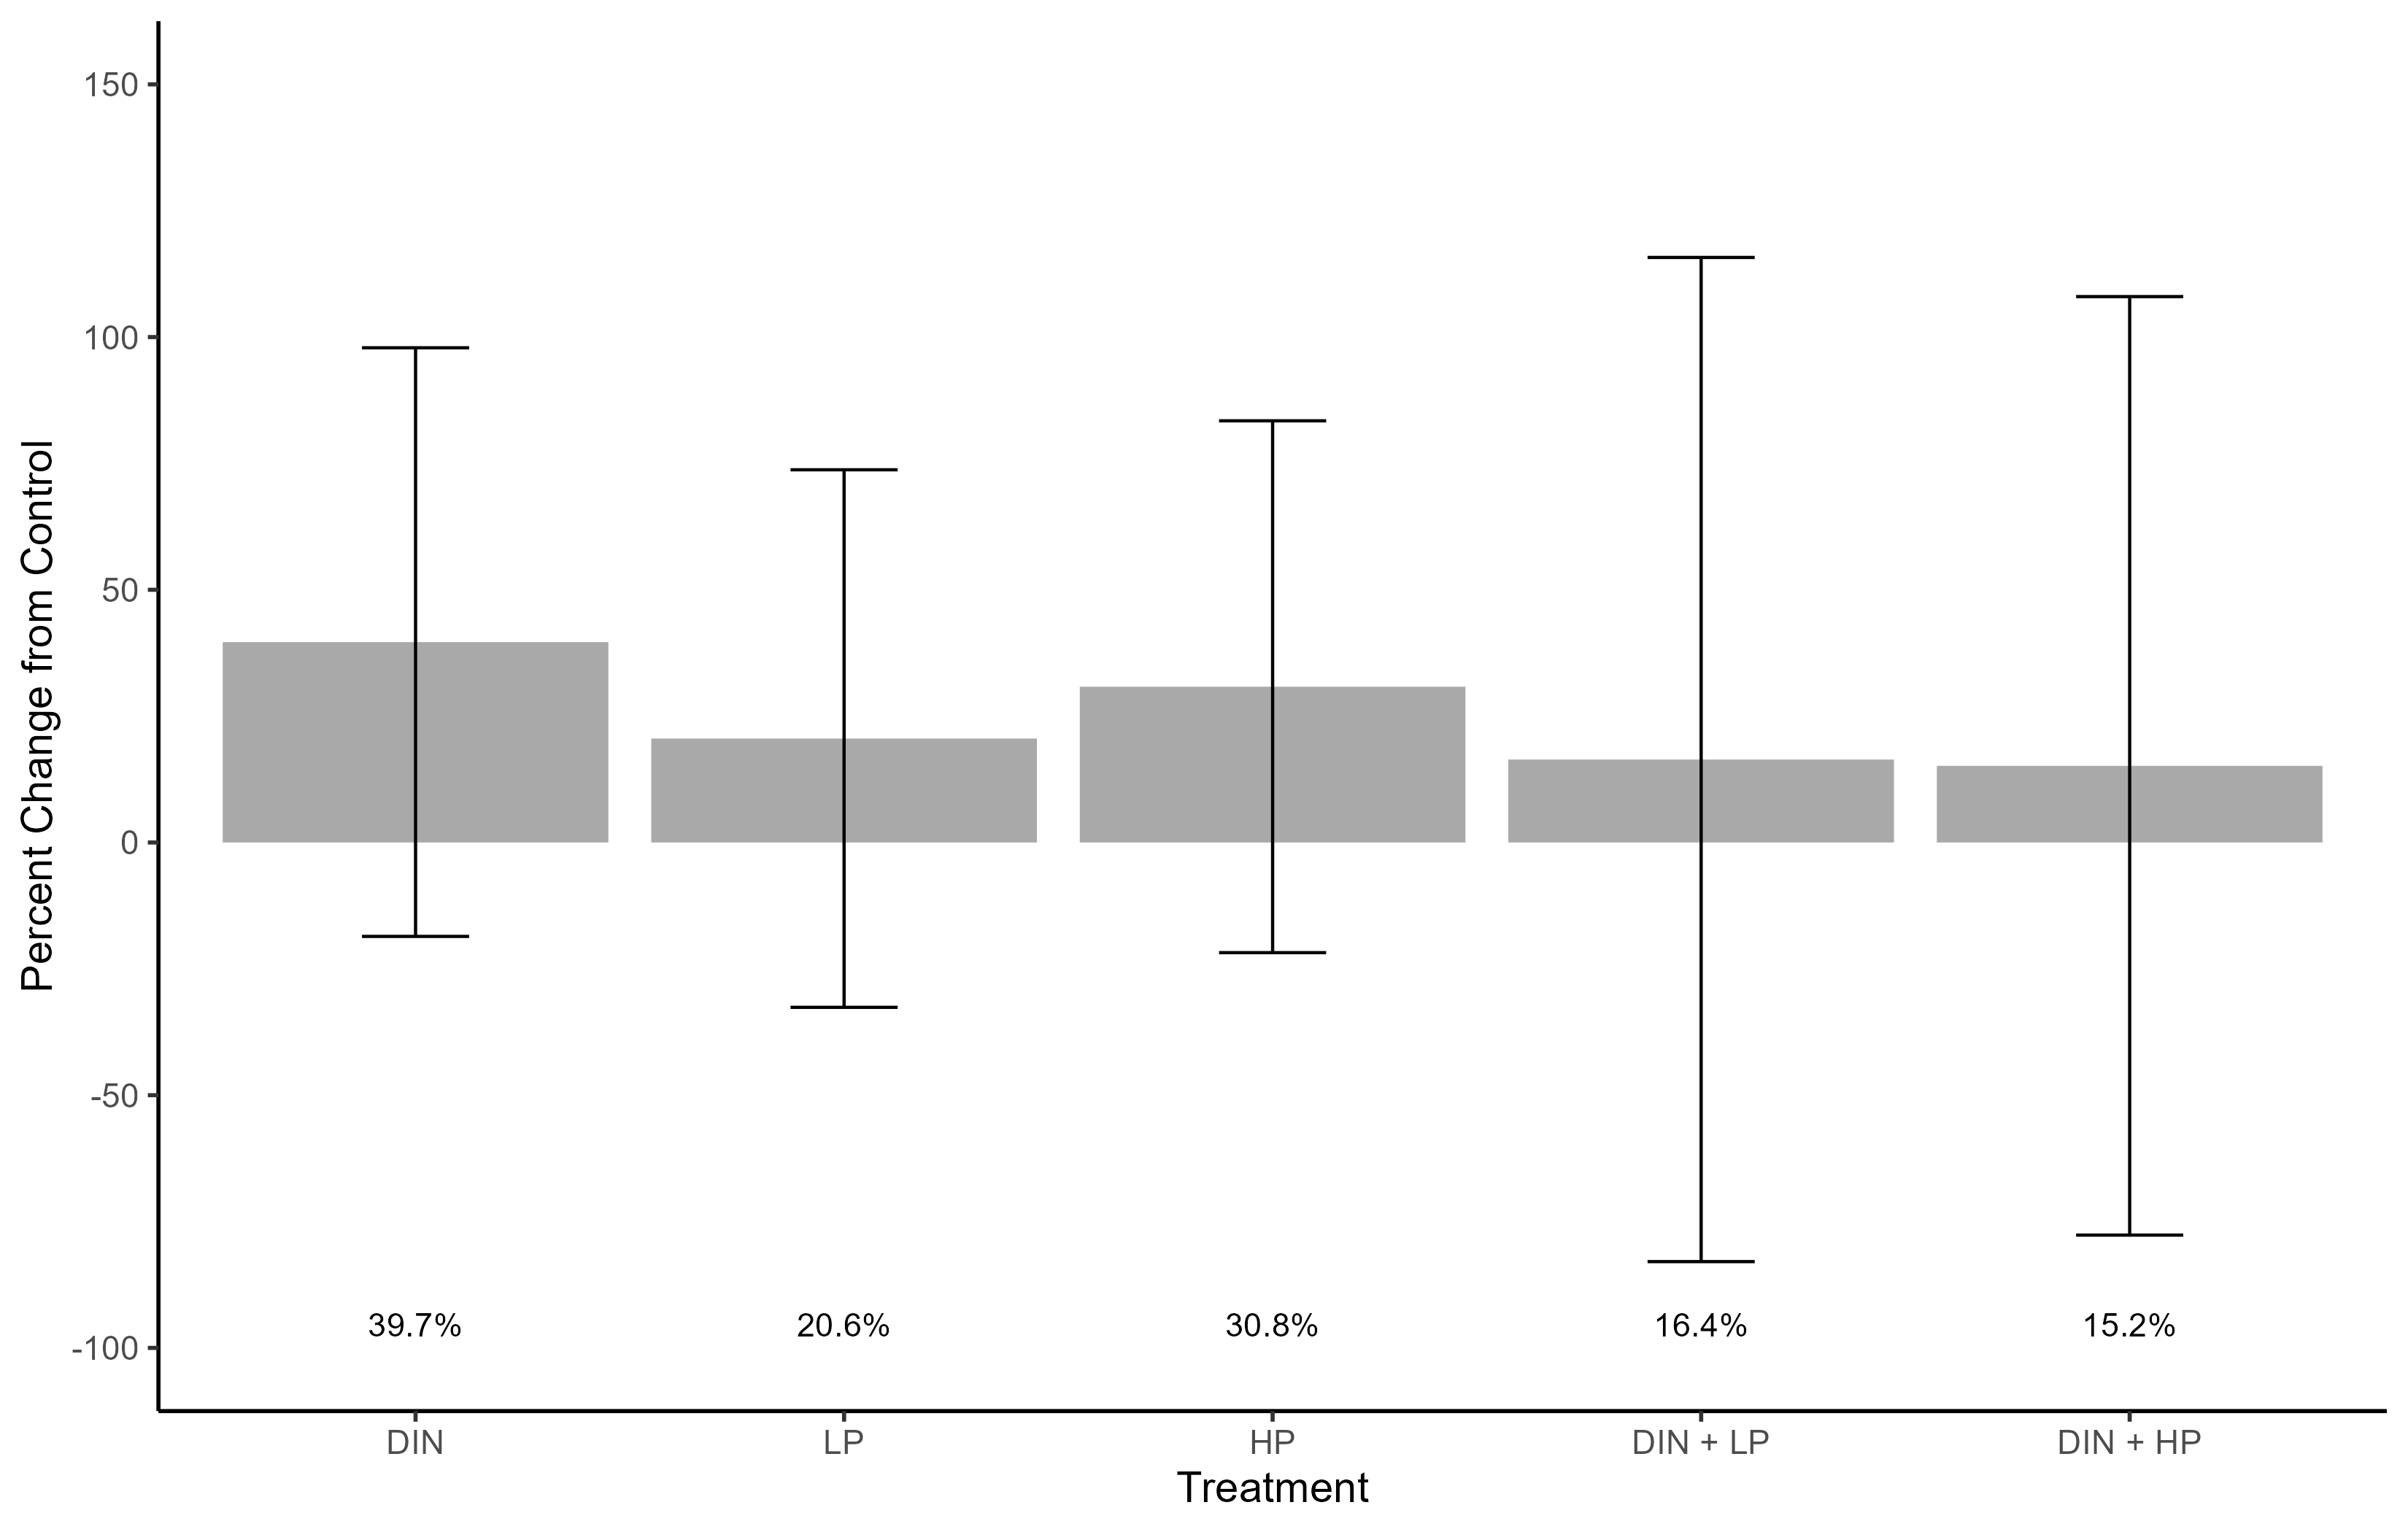 Percent Change from Control
150
100
50
0
-50
-100
39.7%
20.6%
30.8%
16.4%
15.2%
DIN
LP
HP
DIN + LP
DIN + HP
Treatment